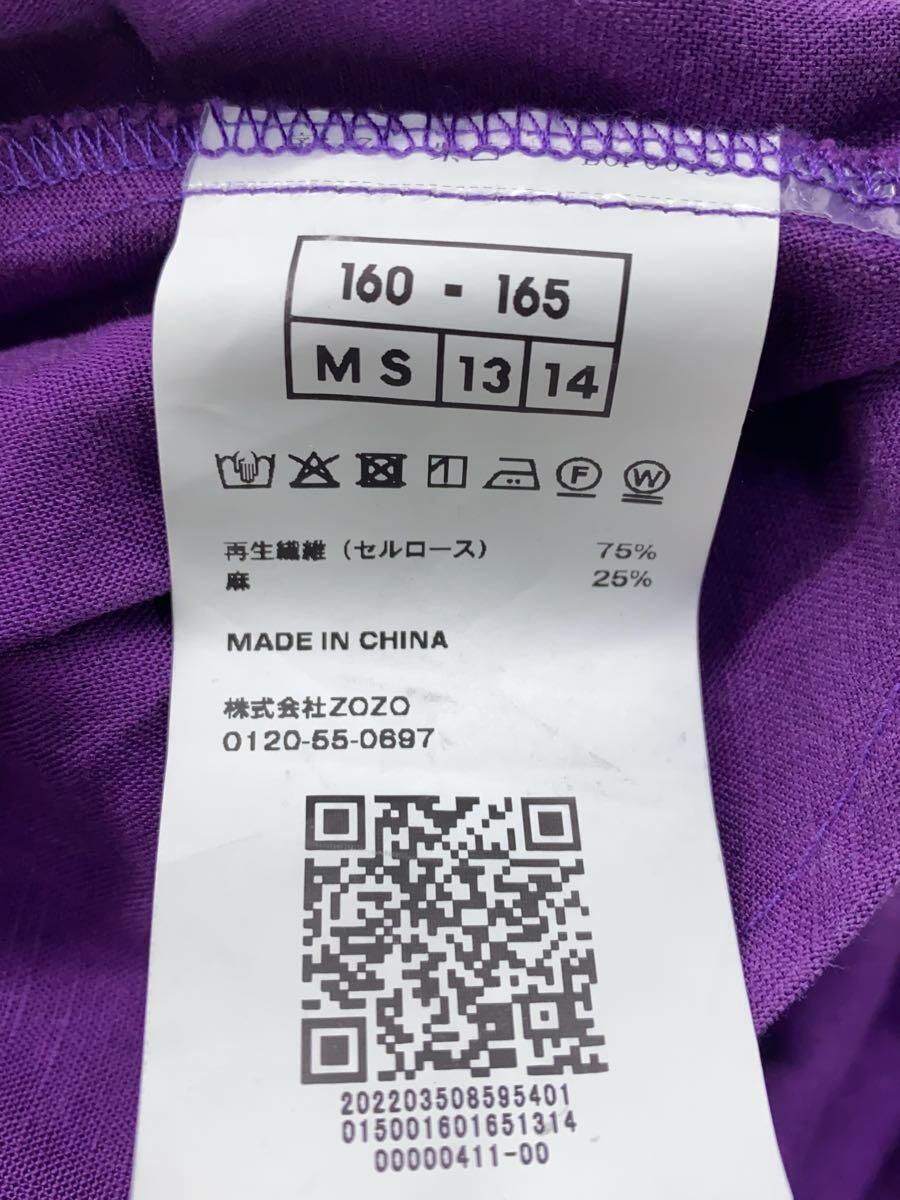 160 - 165
MS 13 14
F W
再生繊維（セルロース） 75%
麻 25%
MADE IN CHINA
株式会社ZOZO
0120-55-0697
202203508595401
015001601651314
00000411-00